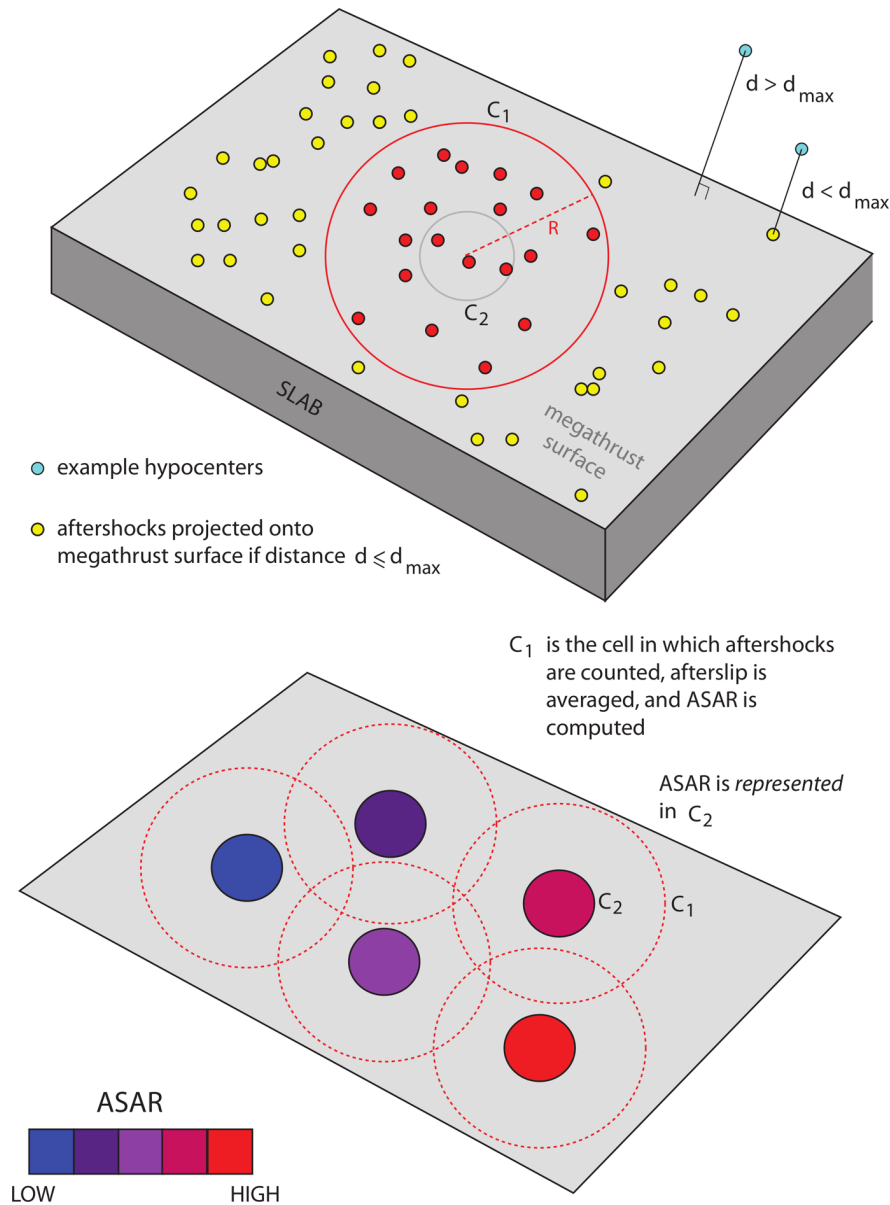 C1
d > dmax
d < dmax
R
C2
SLAB
megathrust
surface
example hypocenters
aftershocks projected onto
megathrust surface if distance d ⩽ dmax
C1 is the cell in which aftershocks
are counted, afterslip is
averaged, and ASAR is
computed
ASAR is represented
in C2
C2
C1
ASAR
LOW
HIGH